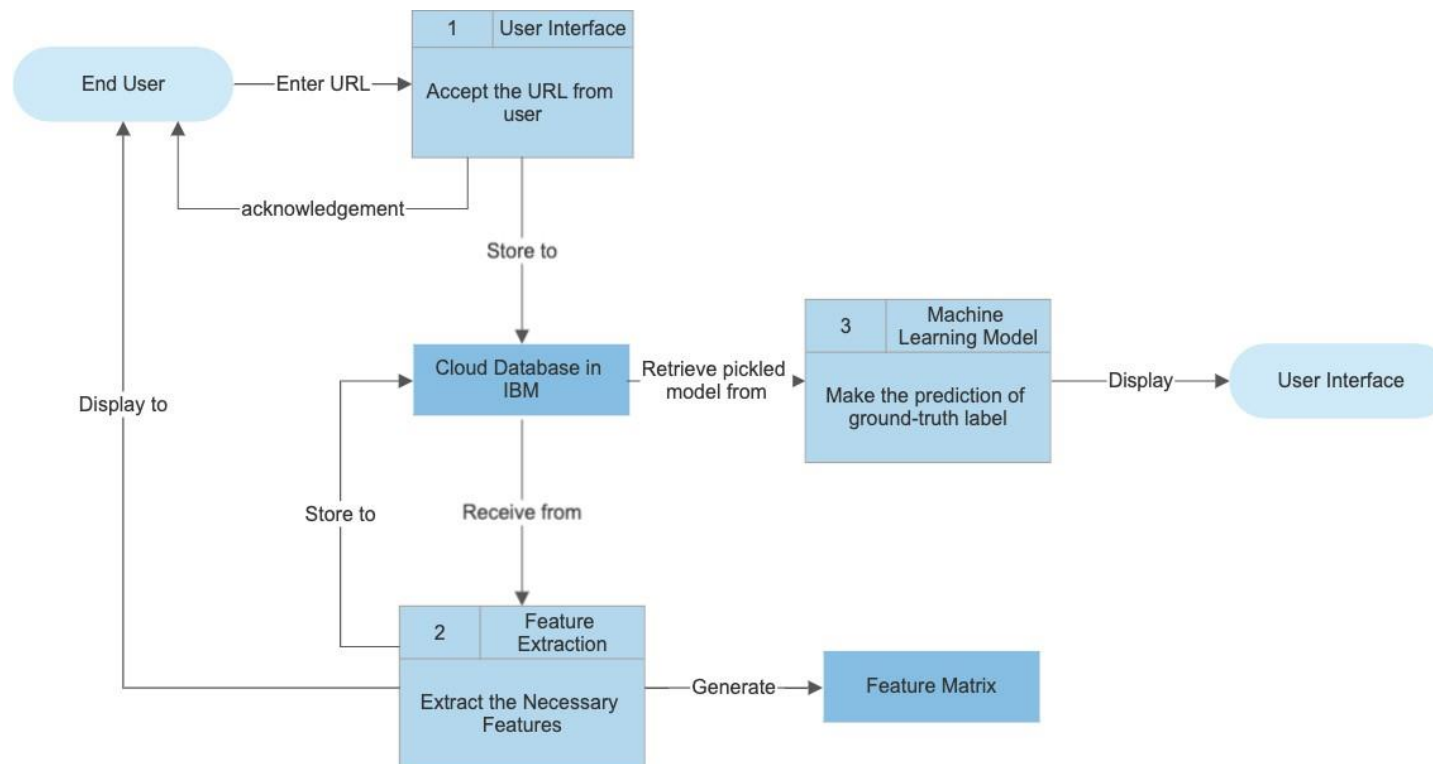 1
User Interface
End User
Enter URL
Accept the URL from
user
acknowledgement
Store to
3
Machine
Learning Model
Cloud Database in
IBM
Retrieve pickled
model from
Make the prediction of
ground-truth label
Display
User Interface
Display to
Store to
Receive from
2
Feature
Extraction
Extract the Necessary
Features
Generate
Feature Matrix